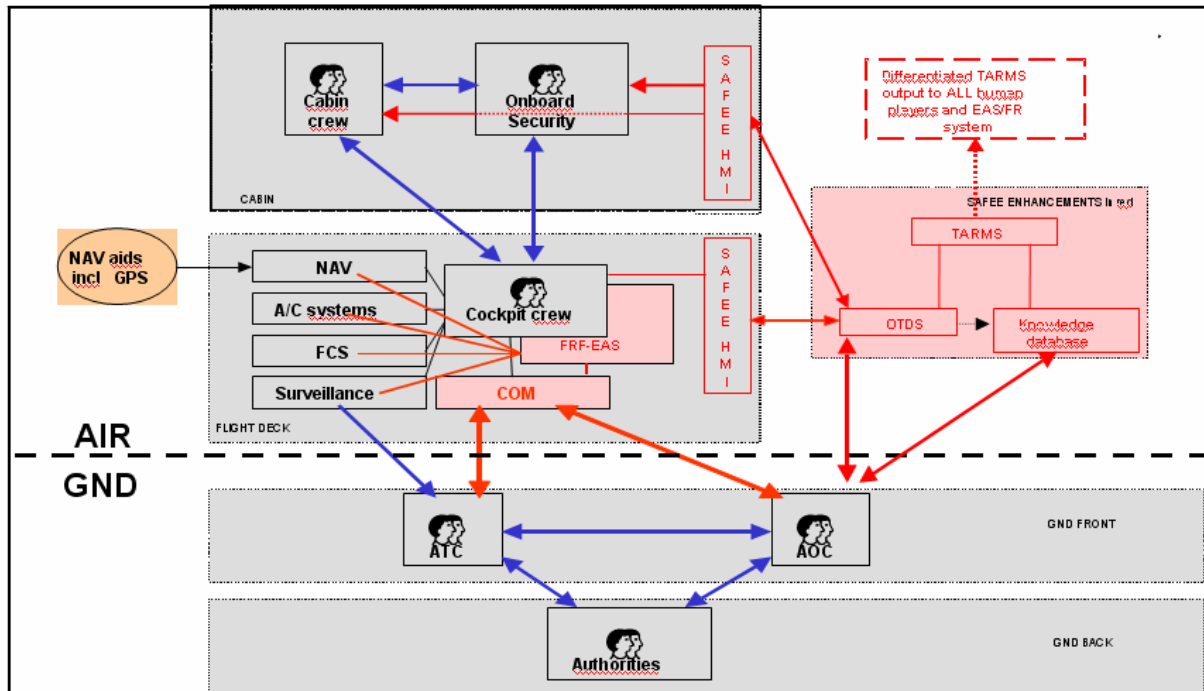 Cabin
crew
Onboard
Security
CABIN
S
A
F
E
E
H
M
I
Differentiated TARMS
output to ALL human
players and EAS/FR
system
SAFEE ENHANCEMENTS in red
TARMS
OTDS
Knowledge
database
NAV aids
incl GPS
NAV
A/C systems
FCS
Surveillance
Cockpit crew
FRF-EAS
COM
FLIGHT DECK
S
A
F
E
E
H
M
I
AIR
GND
ATC
AOC
GND FRONT
Authorities
GND BACK